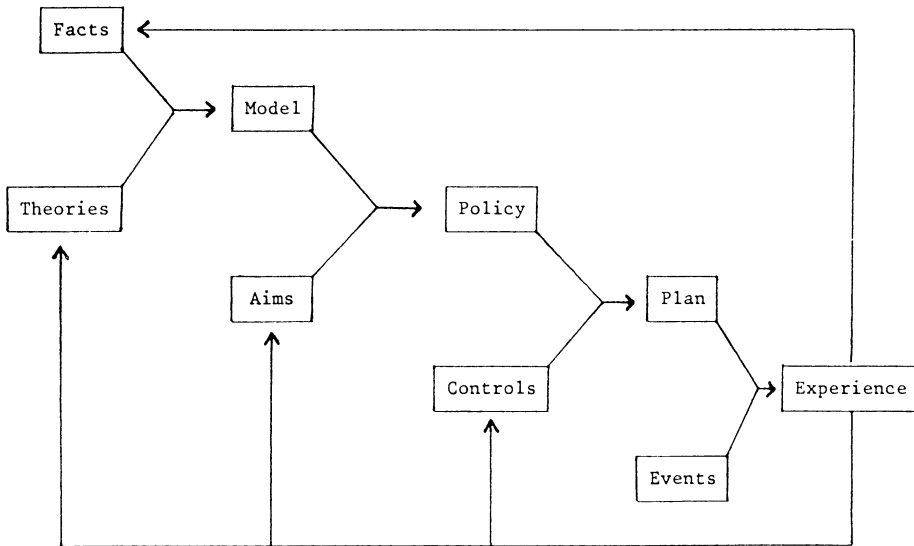 Facts
Model
Theories
Policy
Aims
Plan
Controls
Experience
Events